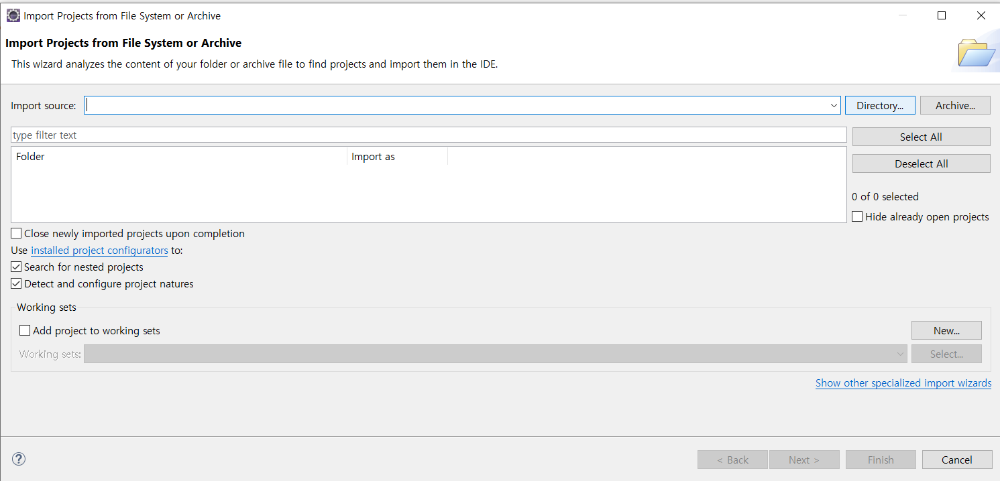 Import Projects from File System or Archive
Import Projects from File System or Archive
This wizard analyzes the content of your folder or archive file to find projects and import them in the IDE.
Import source: Directory... Archive...
type filter text
Select All
Folder Import as
Deselect All
0 of 0 selected
Hide already open projects
Close newly imported projects upon completion
Use installed project configurators to:
Search for nested projects
Detect and configure project natures
Working sets
Add project to working sets New...
Working sets: Select...
Show other specialized import wizards
? < Back Next > Finish Cancel